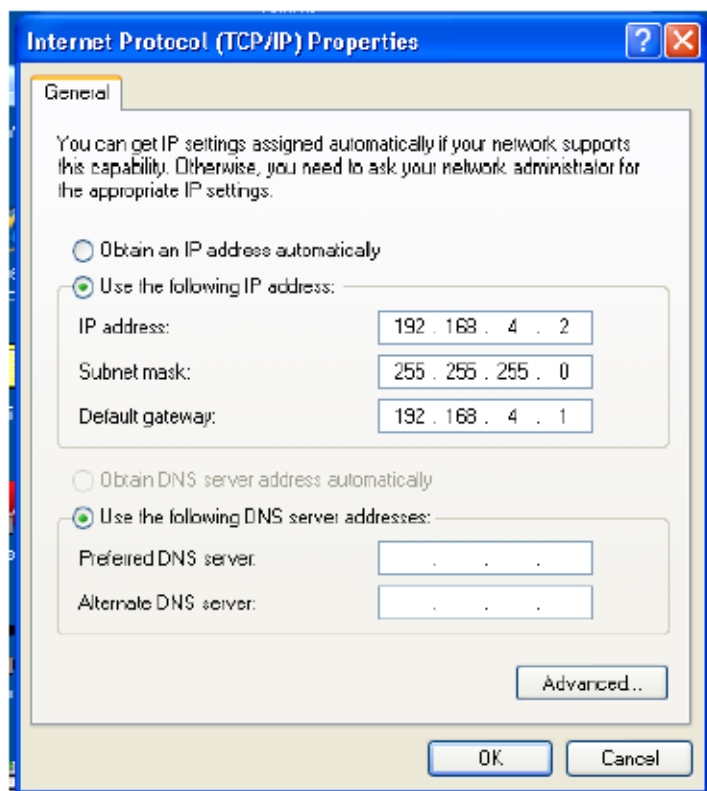 Internet Protocol (TCP/IP) Properties
General
You can get IP settings assigned automatically if your network supports
this capability. Otherwise, you need to ask your network administrator for
the appropriate IP settings.
Obtain an IP address automatically
Use the following IP address:
IP address: 192 . 168 . 4 . 2
Subnet mask: 255 . 255 . 255 . 0
Default gateway: 192 . 168 . 4 . 1
Obtain DNS server address automatically
Use the following DNS server addresses:
Preferred DNS server: . . .
Alternate DNS server: . . .
Advanced...
OK Cancel